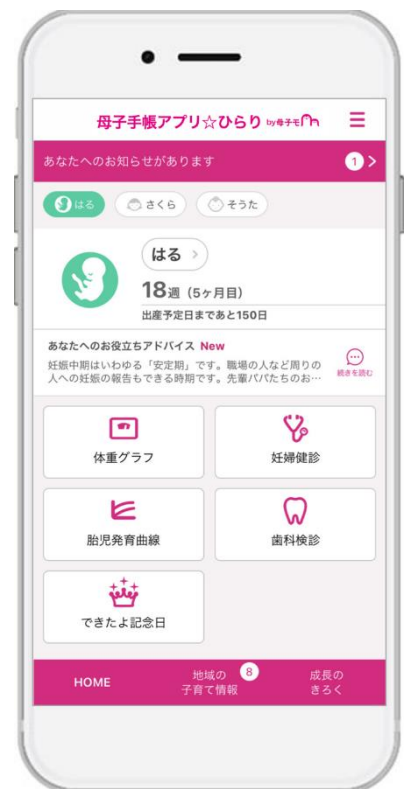 母子手帳アプリ☆ひらり by母子モ
あなたへのお知らせがあります 1
はる さくら そうた
はる
18週（5ヶ月目）
出産予定日まであと150日
あなたへのお役立ちアドバイス New
妊娠中期はいわゆる「安定期」です。職場の人など周りの
人への妊娠の報告もできる時期です。先輩パパたちのお…
続きを読む
体重グラフ 妊婦健診
胎児発育曲線 歯科検診
できたよ記念日
HOME 地域の 8 成長の
子育て情報 きろく